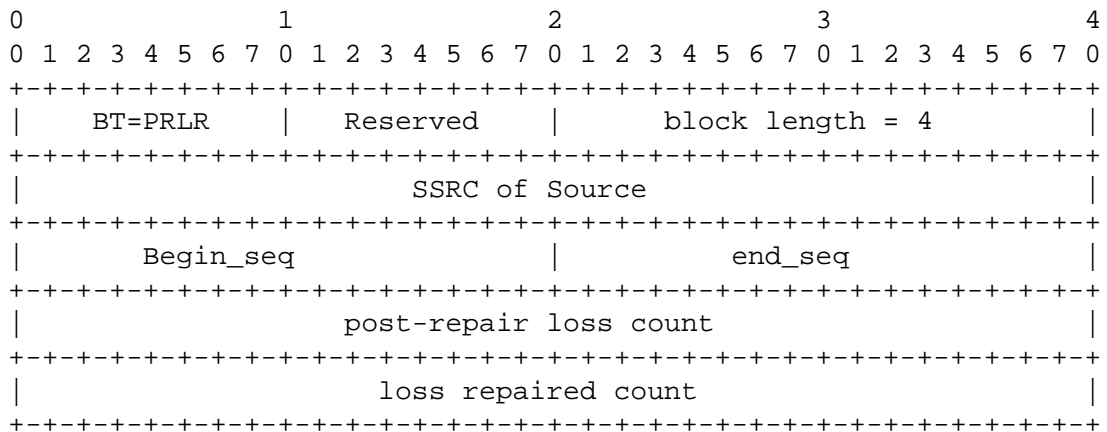 0                   1                   2                   3                   4
0 1 2 3 4 5 6 7 0 1 2 3 4 5 6 7 0 1 2 3 4 5 6 7 0 1 2 3 4 5 6 7 0
+-+-+-+-+-+-+-+-+-+-+-+-+-+-+-+-+-+-+-+-+-+-+-+-+-+-+-+-+-+-+-+-+
|     BT=PRLR   |   Reserved    |      block length = 4         |
+-+-+-+-+-+-+-+-+-+-+-+-+-+-+-+-+-+-+-+-+-+-+-+-+-+-+-+-+-+-+-+-+
|                       SSRC of Source                          |
+-+-+-+-+-+-+-+-+-+-+-+-+-+-+-+-+-+-+-+-+-+-+-+-+-+-+-+-+-+-+-+-+
|       Begin_seq               |          end_seq              |
+-+-+-+-+-+-+-+-+-+-+-+-+-+-+-+-+-+-+-+-+-+-+-+-+-+-+-+-+-+-+-+-+
|                   post-repair loss count                      |
+-+-+-+-+-+-+-+-+-+-+-+-+-+-+-+-+-+-+-+-+-+-+-+-+-+-+-+-+-+-+-+-+
|                     loss repaired count                       |
+-+-+-+-+-+-+-+-+-+-+-+-+-+-+-+-+-+-+-+-+-+-+-+-+-+-+-+-+-+-+-+-+